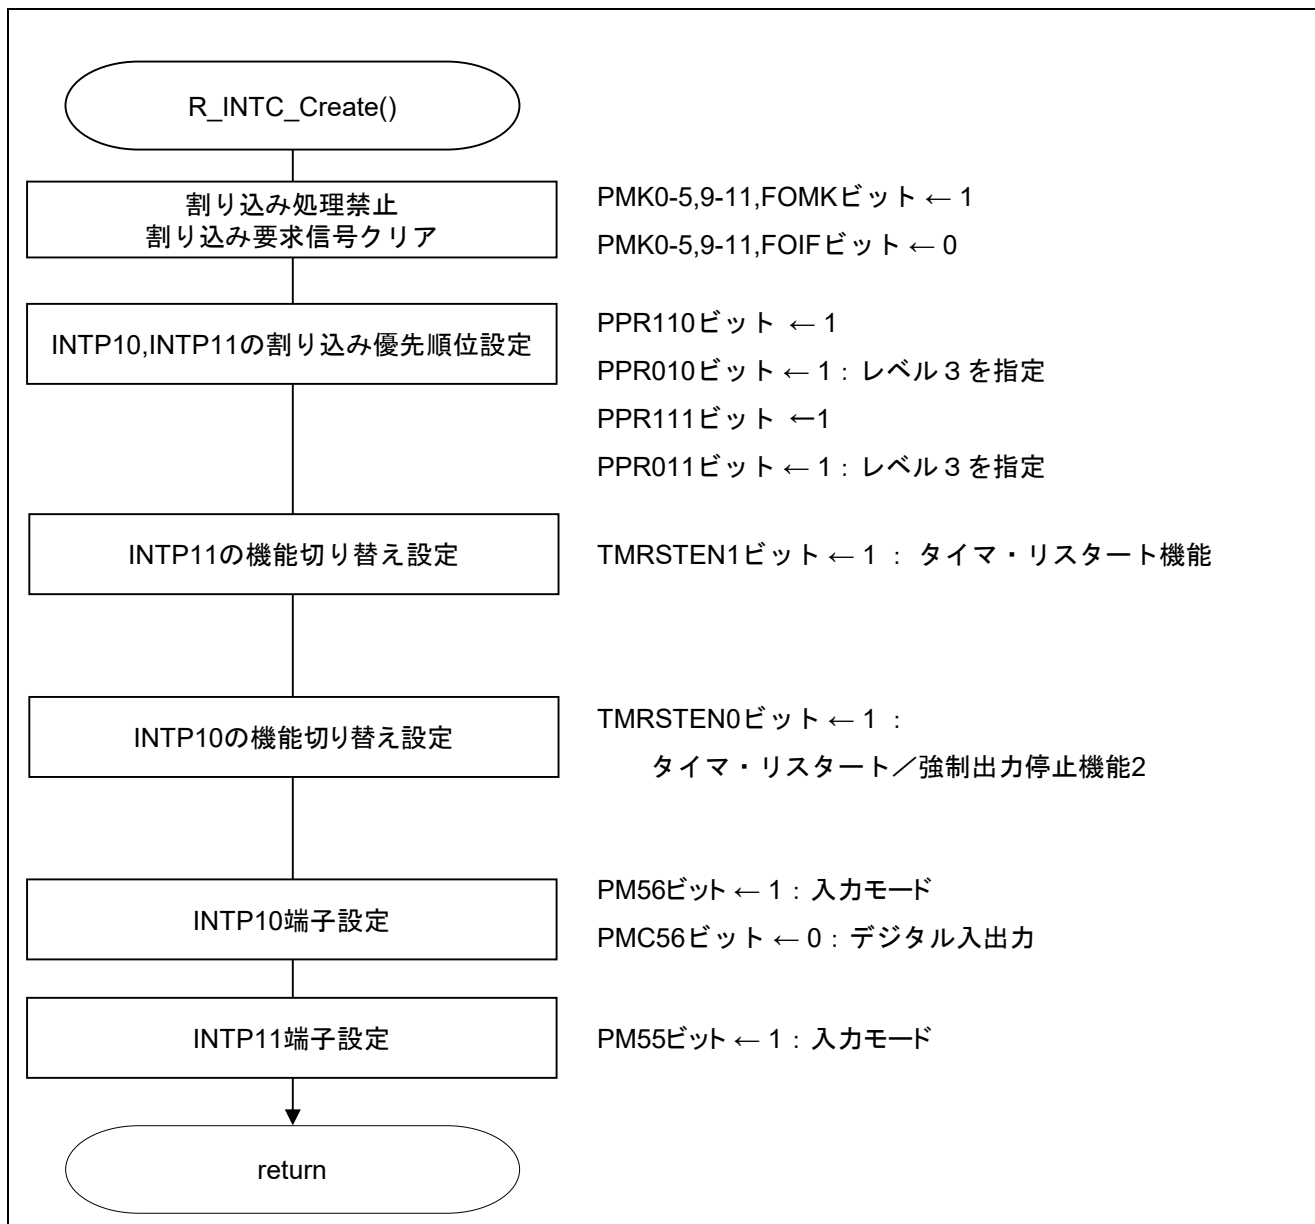 R_INTC_Create()
割り込み処理禁止
割り込み要求信号クリア
PMK0-5,9-11,FOMKビット ← 1
PMK0-5,9-11,FOIFビット ← 0
INTP10,INTP11の割り込み優先順位設定
PPR110ビット ← 1
PPR010ビット ← 1：レベル３を指定
PPR111ビット ←1
PPR011ビット ← 1：レベル３を指定
INTP11の機能切り替え設定
TMRSTEN1ビット ← 1 ： タイマ・リスタート機能
INTP10の機能切り替え設定
TMRSTEN0ビット ← 1 ：
タイマ・リスタート／強制出力停止機能2
INTP10端子設定
PM56ビット ← 1：入力モード
PMC56ビット ← 0：デジタル入出力
INTP11端子設定
PM55ビット ← 1：入力モード
return